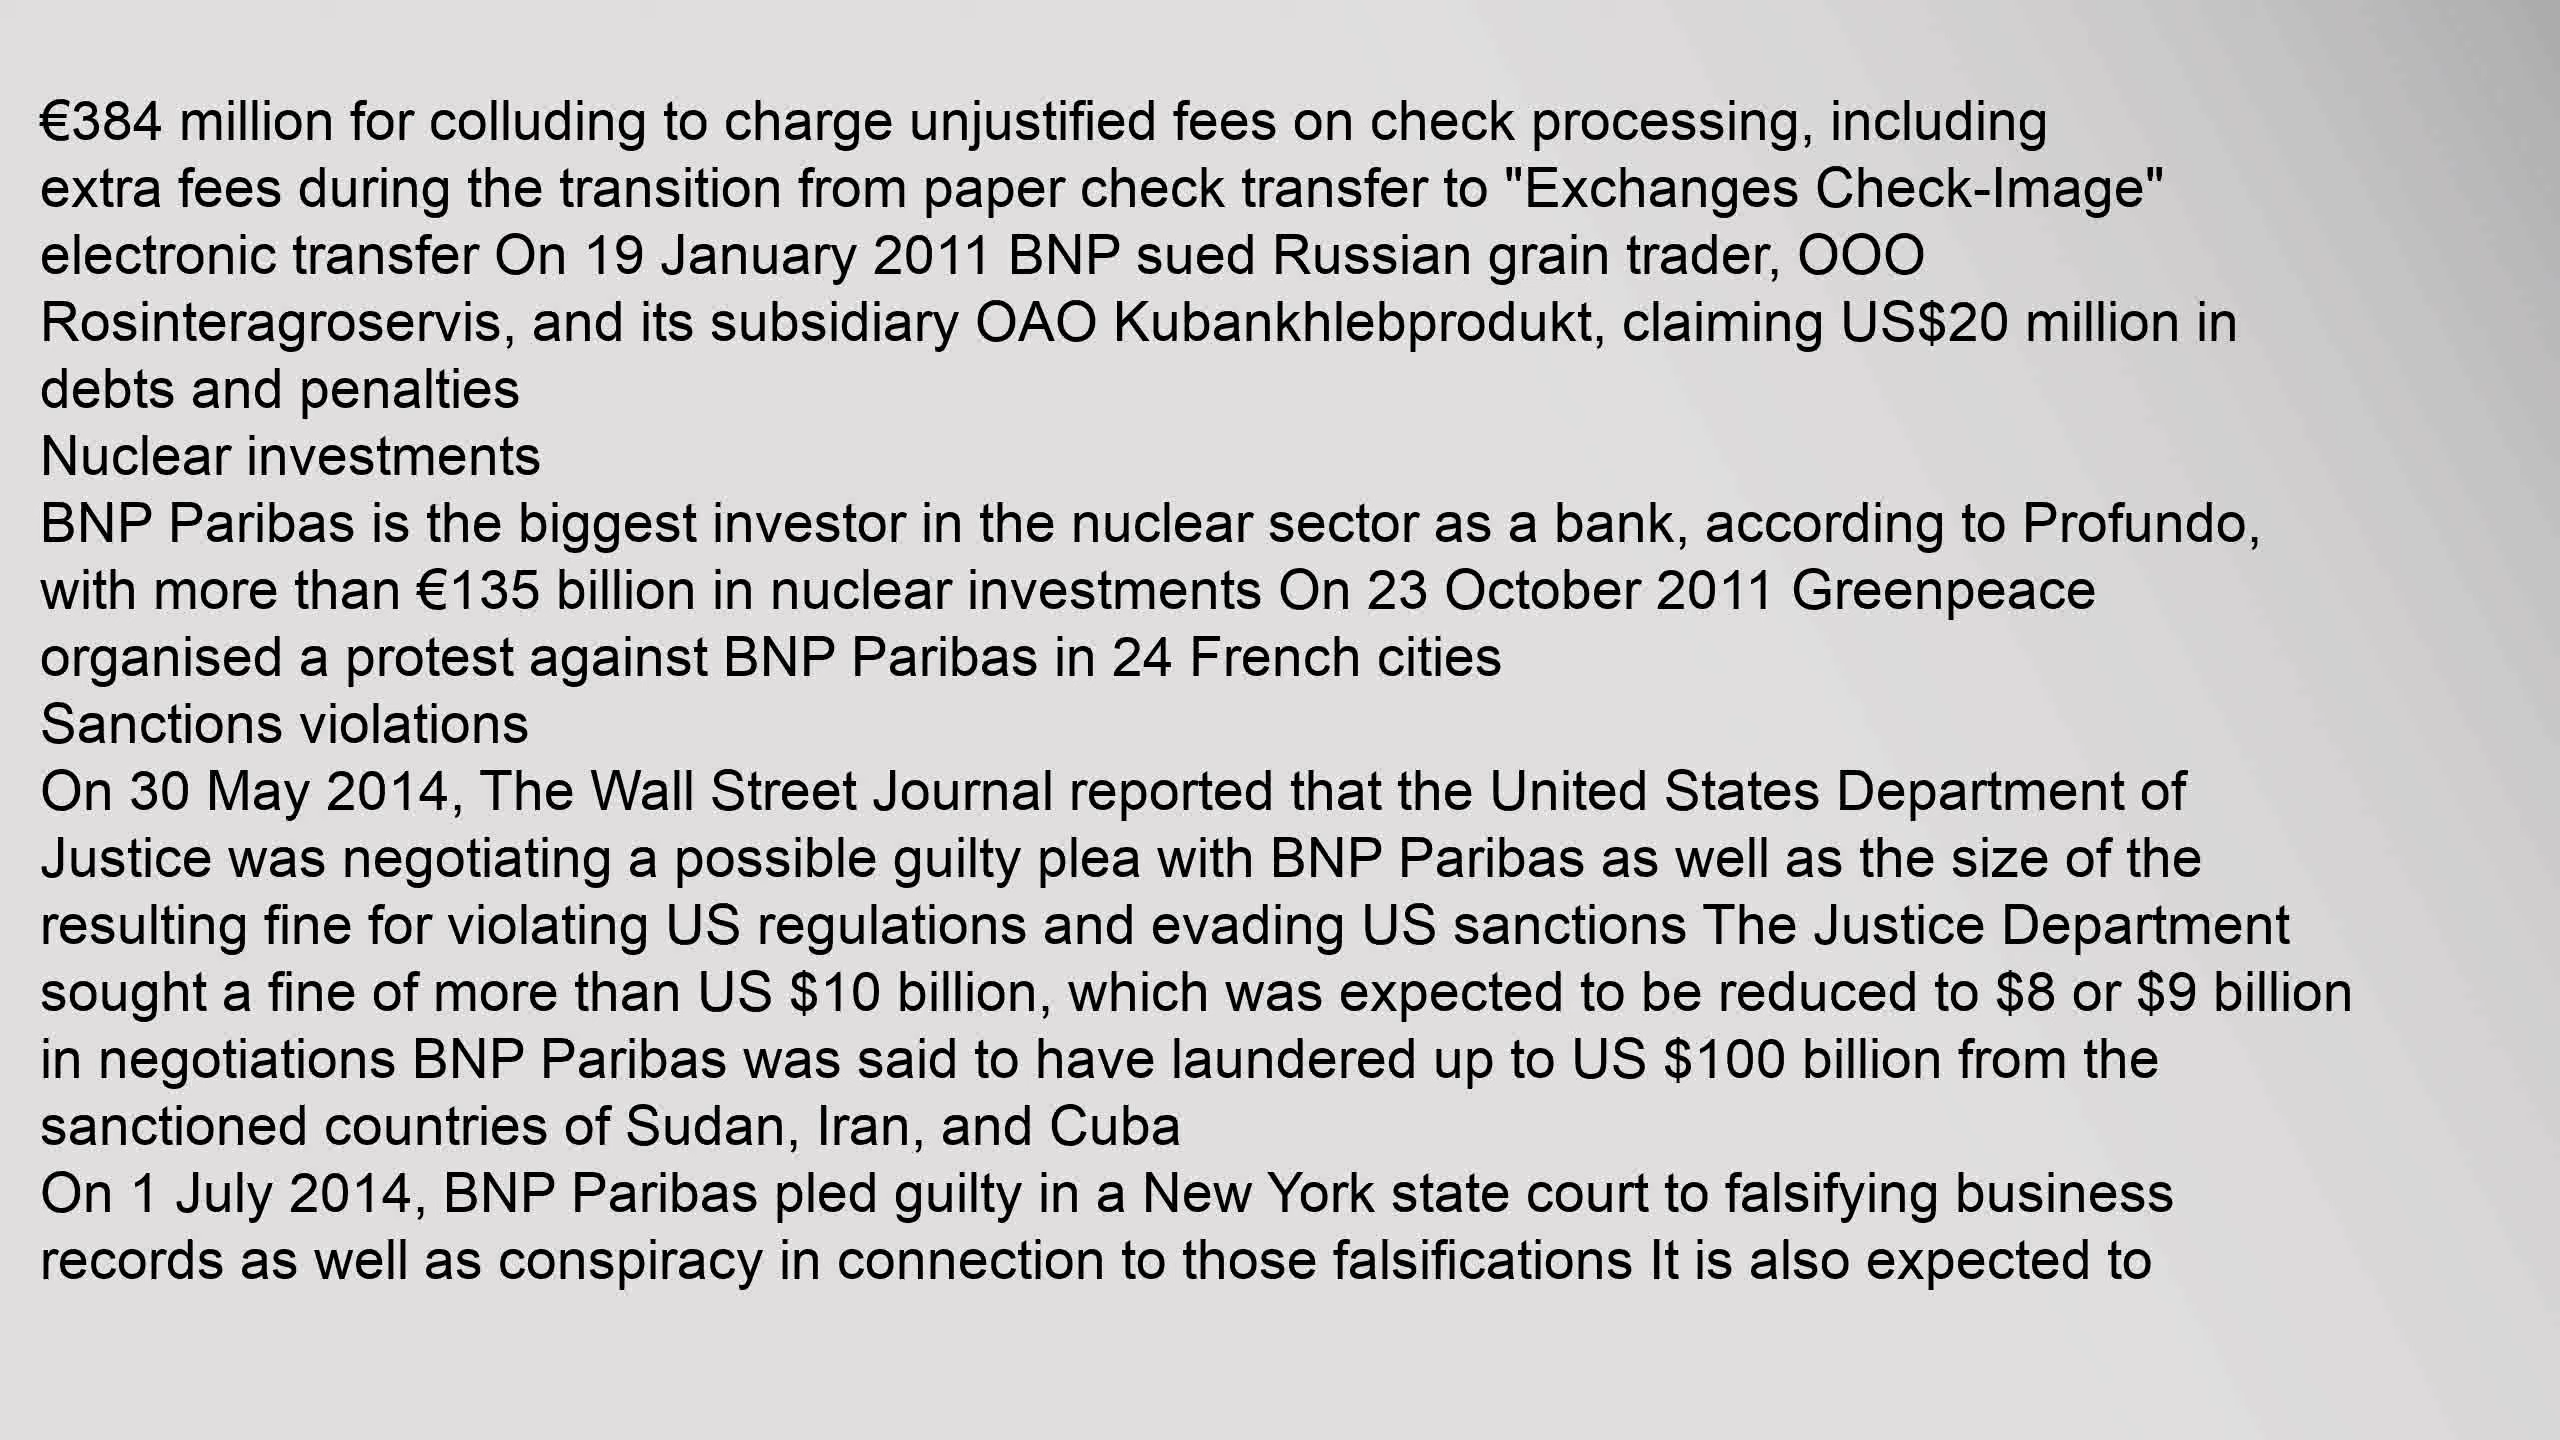 €384 million for colluding to charge unjustified fees on check processing, including
extra fees during the transition from paper check transfer to "Exchanges Check-Image"
electronic transfer On 19 January 2011 BNP sued Russian grain trader, OOO
Rosinteragroservis, and its subsidiary OAO Kubankhlebprodukt, claiming US$20 million in
debts and penalties
Nuclear investments
BNP Paribas is the biggest investor in the nuclear sector as a bank, according to Profundo,
with more than €135 billion in nuclear investments On 23 October 2011 Greenpeace
organised a protest against BNP Paribas in 24 French cities
Sanctions violations
On 30 May 2014, The Wall Street Journal reported that the United States Department of
Justice was negotiating a possible guilty plea with BNP Paribas as well as the size of the
resulting fine for violating US regulations and evading US sanctions The Justice Department
sought a fine of more than US $10 billion, which was expected to be reduced to $8 or $9 billion
in negotiations BNP Paribas was said to have laundered up to US $100 billion from the
sanctioned countries of Sudan, Iran, and Cuba
On 1 July 2014, BNP Paribas pled guilty in a New York state court to falsifying business
records as well as conspiracy in connection to those falsifications It is also expected to